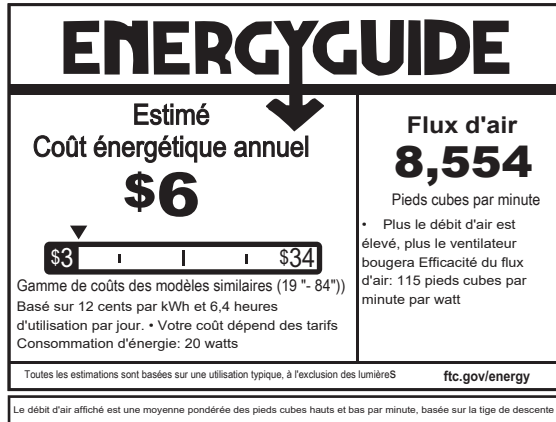 ENERGYGUIDE
Estimé
Coût énergétique annuel
$6
$3
$34
Gamme de coûts des modèles similaires (19 "- 84"))
Basé sur 12 cents par kWh et 6,4 heures
d'utilisation par jour. • Votre coût dépend des tarifs
Consommation d'énergie: 20 watts
Flux d'air
8,554
Pieds cubes par minute
• Plus le débit d'air est
élevé, plus le ventilateur
bougera Efficacité du flux
d'air: 115 pieds cubes par
minute par watt
Toutes les estimations sont basées sur une utilisation typique, à l'exclusion des lumièreS
ftc.gov/energy
Le débit d'air affiché est une moyenne pondérée des pieds cubes hauts et bas par minute, basée sur la tige de descente